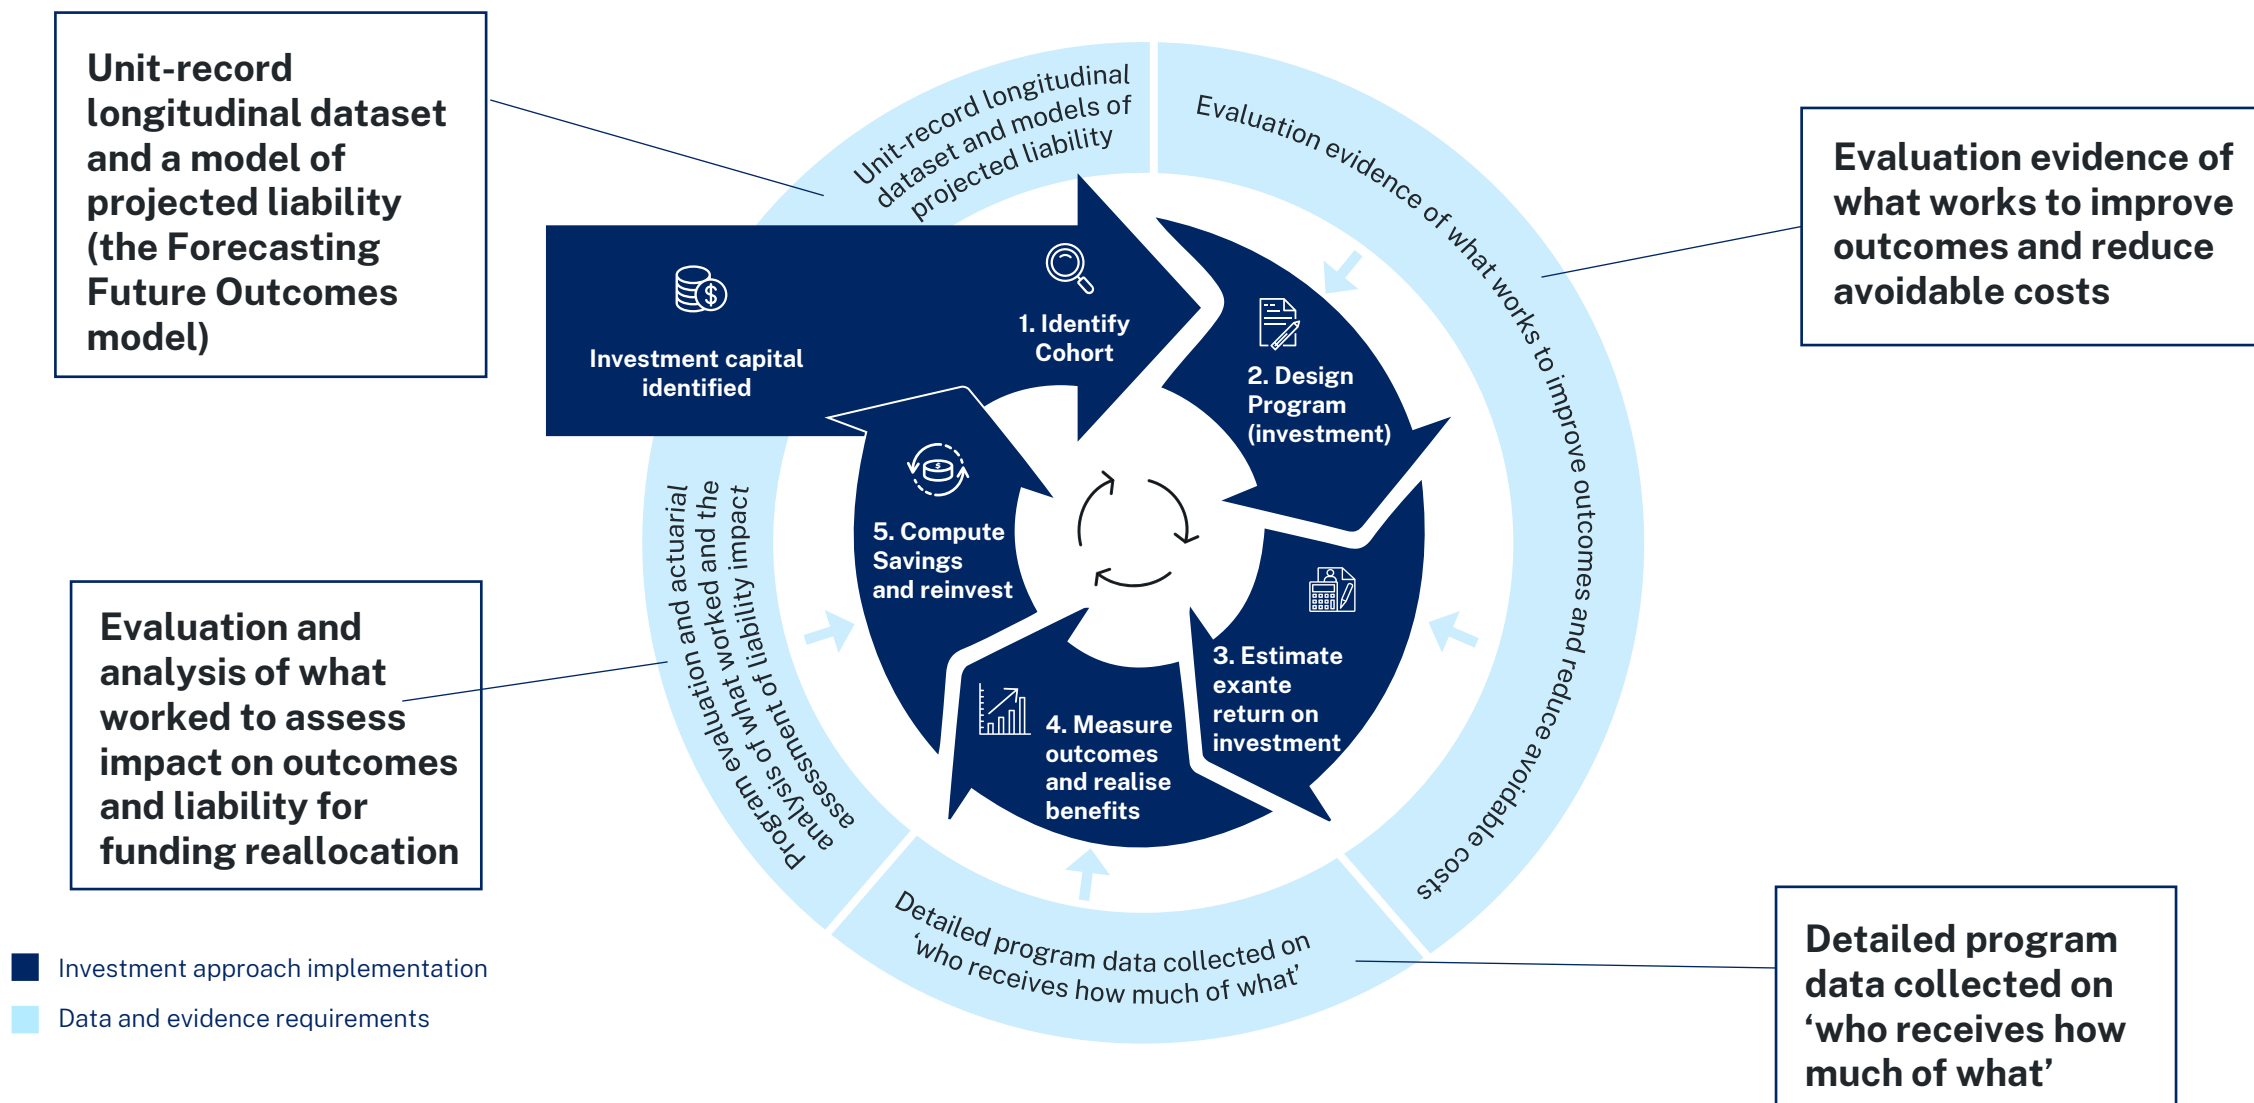 Unit-record
longitudinal dataset
and a model of
projected liability
(the Forecasting
Future Outcomes
model)
Unit-record longitudinal
dataset and models of
projected liability
Evaluation evidence of what works to improve outcomes and reduce avoidable costs
Evaluation evidence of
what works to improve
outcomes and reduce
avoidable costs
Investment capital
identified
1. Identify
Cohort
2. Design
Program
(investment)
3. Estimate
exante
return on
investment
4. Measure
outcomes
and realise
benefits
5. Compute
Savings
and reinvest
Program evaluation and actuarial
analysis of what worked and the
assessment of liability impact
Evaluation and
analysis of what
worked to assess
impact on outcomes
and liability for
funding reallocation
Detailed program data collected on
‘who receives how much of what’
Detailed program
data collected on
‘who receives how
much of what’
Investment approach implementation
Data and evidence requirements